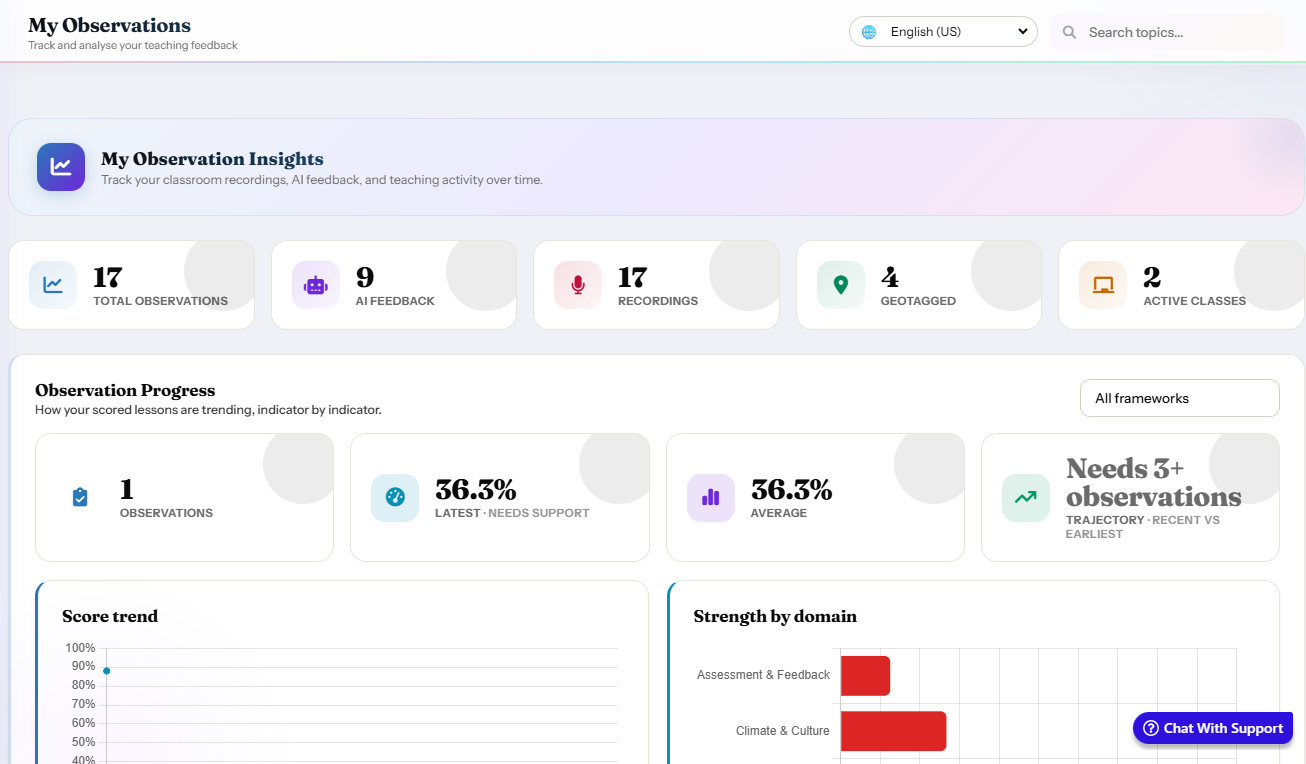 My Observations
Track and analyse your teaching feedback
English (US)
Search topics...
My Observation Insights
Track your classroom recordings, AI feedback, and teaching activity over time.
17
TOTAL OBSERVATIONS
9
AI FEEDBACK
17
RECORDINGS
4
GEOTAGGED
2
ACTIVE CLASSES
Observation Progress
How your scored lessons are trending, indicator by indicator.
All frameworks
1
OBSERVATIONS
36.3%
LATEST · NEEDS SUPPORT
36.3%
AVERAGE
Needs 3+
observations
TRAJECTORY · RECENT VS
EARLIEST
Score trend
100%
90%
80%
70%
60%
50%
40%
Strength by domain
Assessment & Feedback
Climate & Culture
Chat With Support